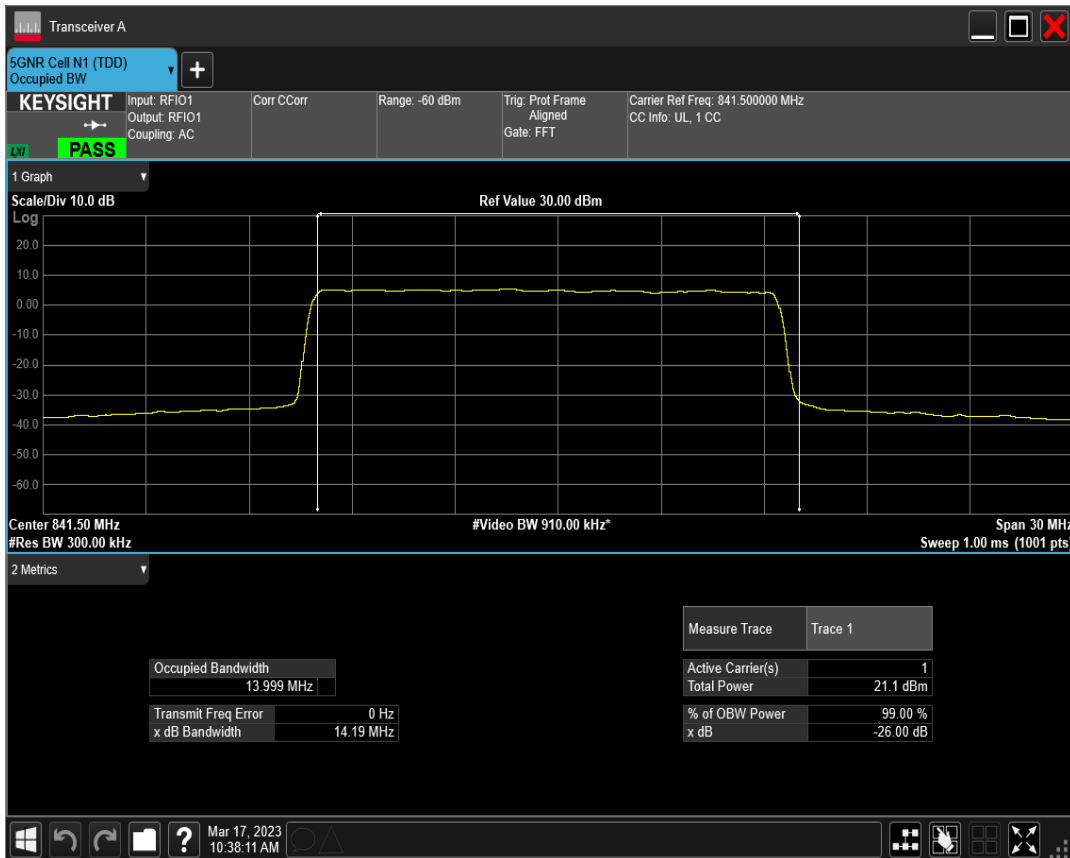 Transceiver A
5GNR Cell N1 (TDD)
Occupied BW
+
KEYSIGHT
LXI
PASS
Input: RFIO1
Output: RFIO1
Coupling: AC
Corr CCorr
Range: -60 dBm
Trig: Prot Frame
Aligned
Gate: FFT
Carrier Ref Freq: 841.500000 MHz
CC Info: UL, 1 CC
1 Graph
Scale/Div 10.0 dB
Ref Value 30.00 dBm
Log
20.0
10.0
0.00
-10.0
-20.0
-30.0
-40.0
-50.0
-60.0
Center 841.50 MHz
#Video BW 910.00 kHz*
Span 30 MHz
#Res BW 300.00 kHz
Sweep 1.00 ms (1001 pts)
2 Metrics
Measure Trace Trace 1
Occupied Bandwidth
13.999 MHz
Active Carrier(s) 1
Total Power 21.1 dBm
Transmit Freq Error 0 Hz
x dB Bandwidth 14.19 MHz
% of OBW Power 99.00 %
x dB -26.00 dB
?
Mar 17, 2023
10:38:11 AM